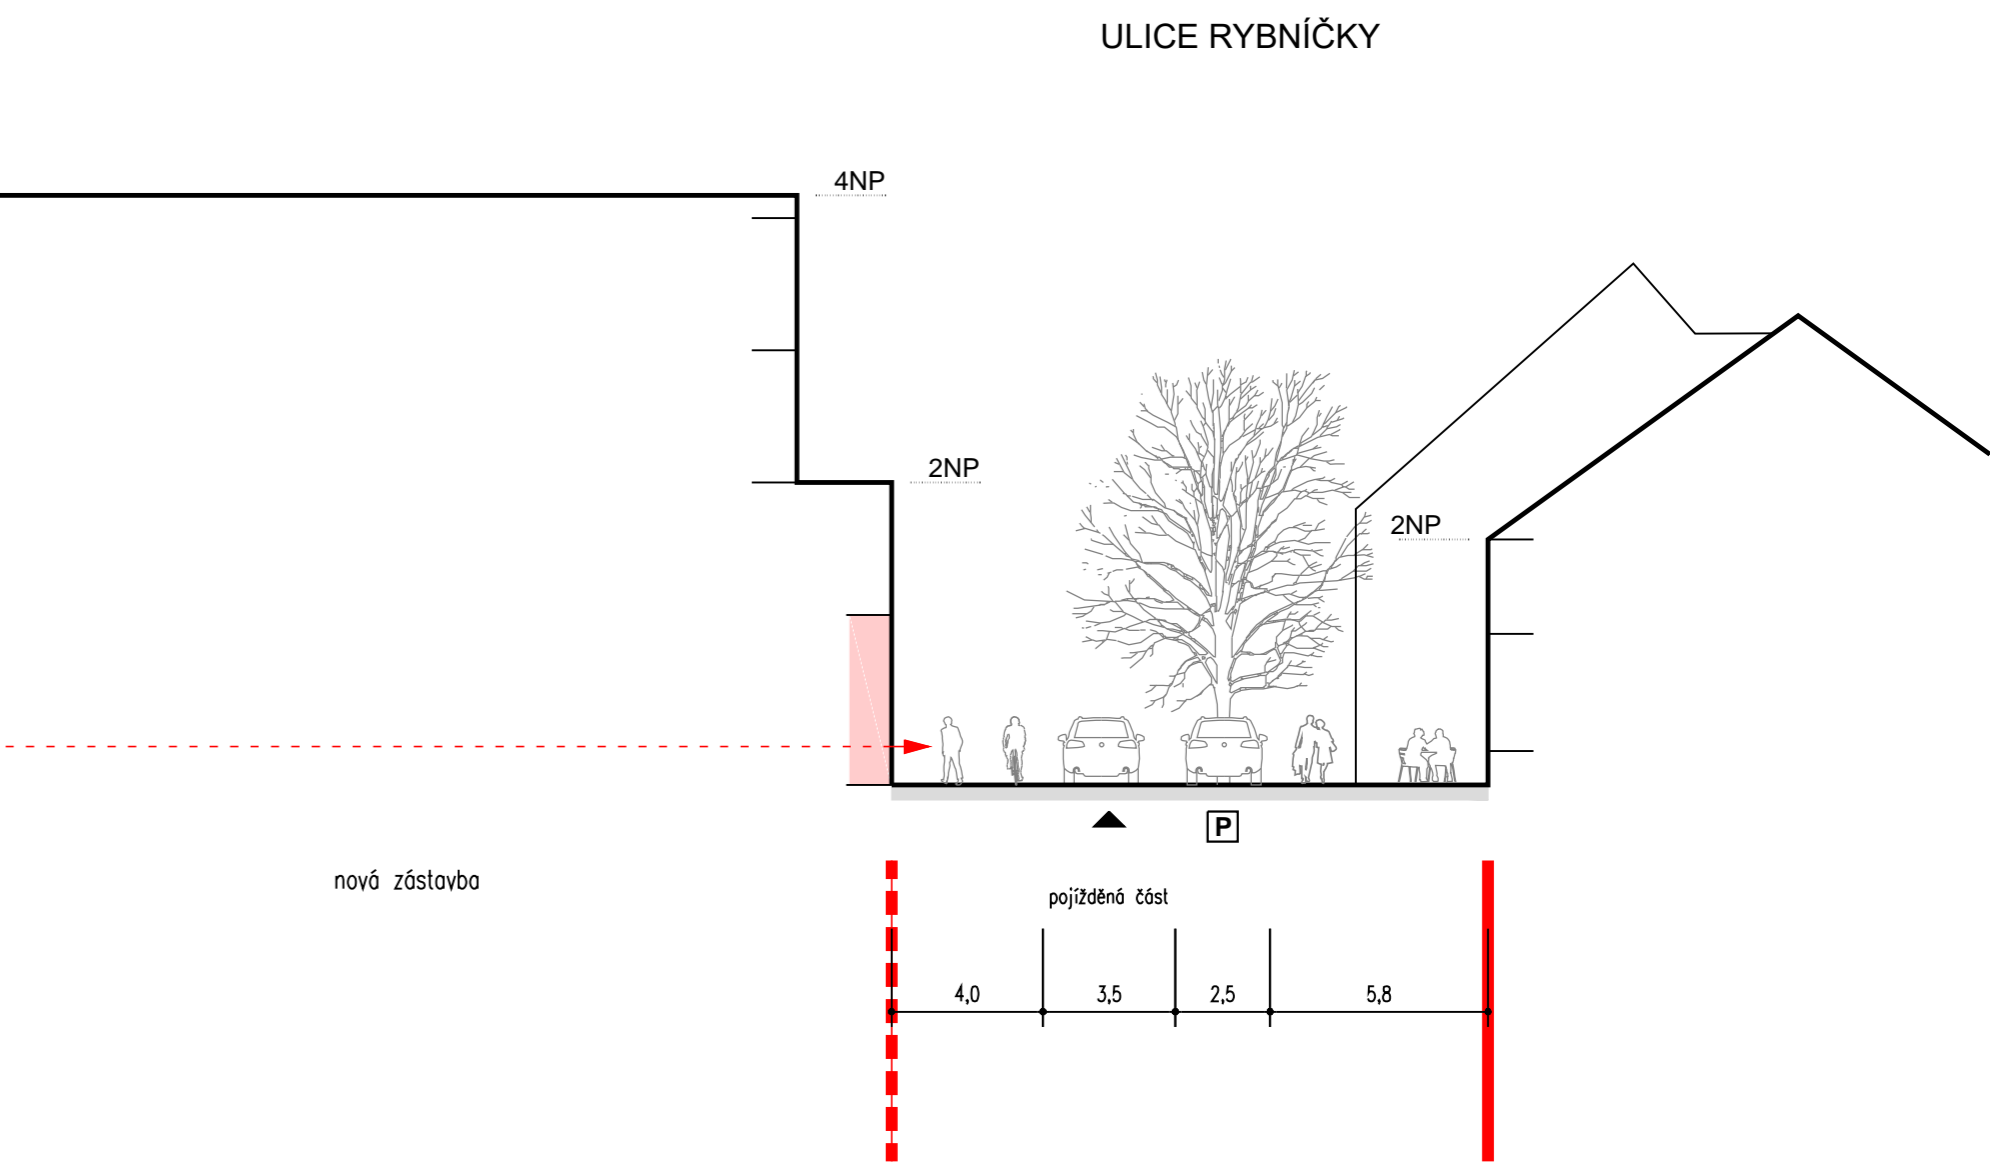 ULICE RYBNÍČKY
4NP
2NP
2NP
P
nová zástavba
pojížděná část
4,0 3,5 2,5 5,8